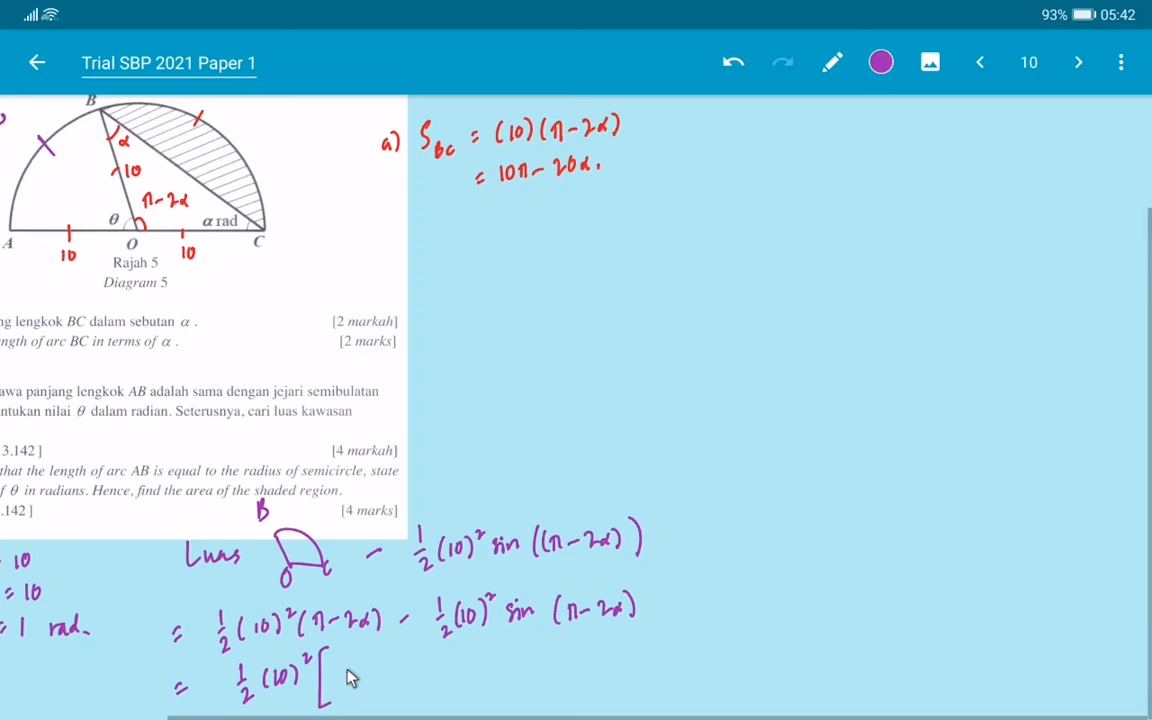 93% 05:42
Trial SBP 2021 Paper 1 10
B
α
10
π-2α
θ
α rad
A
O
C
10
10
Rajah 5
Diagram 5
a) S_BC = (10)(π-2α)
= 10π - 20α.
ng lengkok BC dalam sebutan α . [2 markah]
ngth of arc BC in terms of α . [2 marks]
awa panjang lengkok AB adalah sama dengan jejari semibulatan
ntukan nilai θ dalam radian. Seterusnya, cari luas kawasan
3.142 ] [4 markah]
that the length of arc AB is equal to the radius of semicircle, state
f θ in radians. Hence, find the area of the shaded region.
.142 ] [4 marks]
= 10
= 10
= 1 rad.
B
O
C
Luas - 1/2 (10)² sin ((π-2α))
= 1/2 (10)² (π-2α) - 1/2 (10)² sin (π-2α)
= 1/2 (10)² [